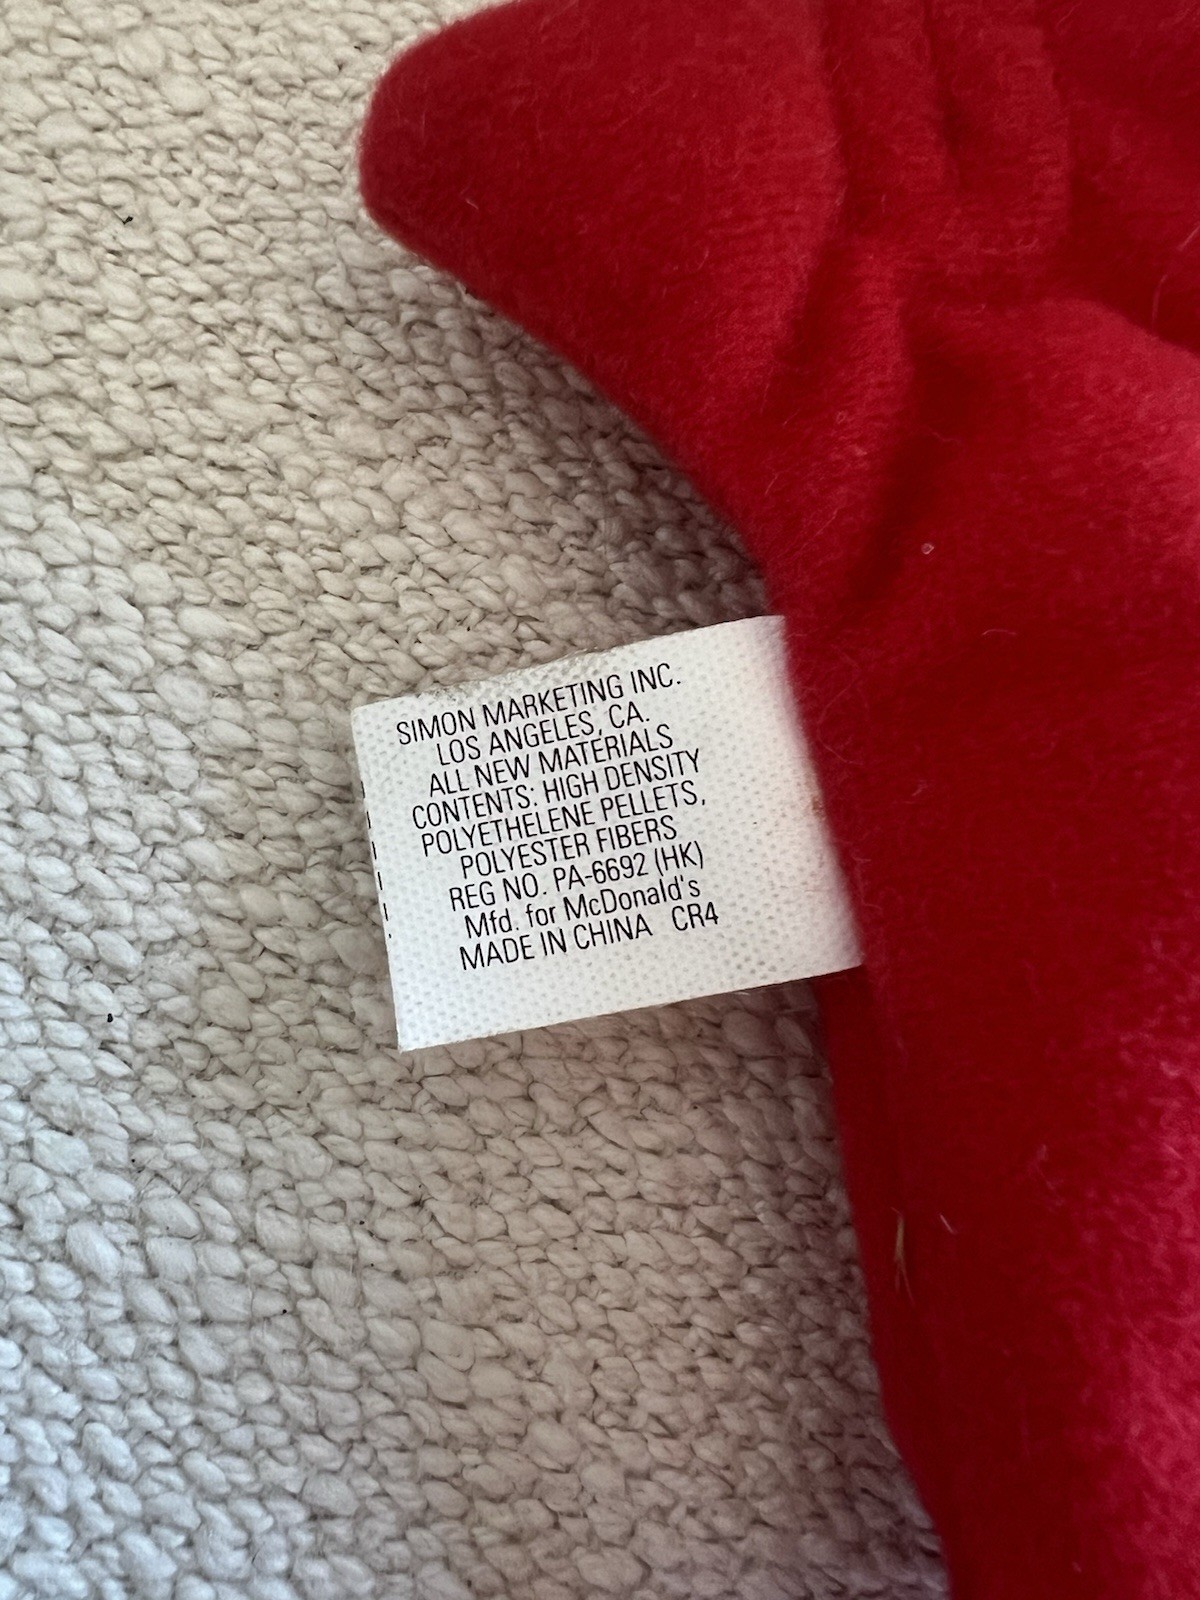 SIMON MARKETING INC.
LOS ANGELES, CA.
ALL NEW MATERIALS
CONTENTS: HIGH DENSITY
POLYETHELENE PELLETS,
POLYESTER FIBERS
REG NO. PA-6692 (HK)
Mfd. for McDonald's
MADE IN CHINA CR4